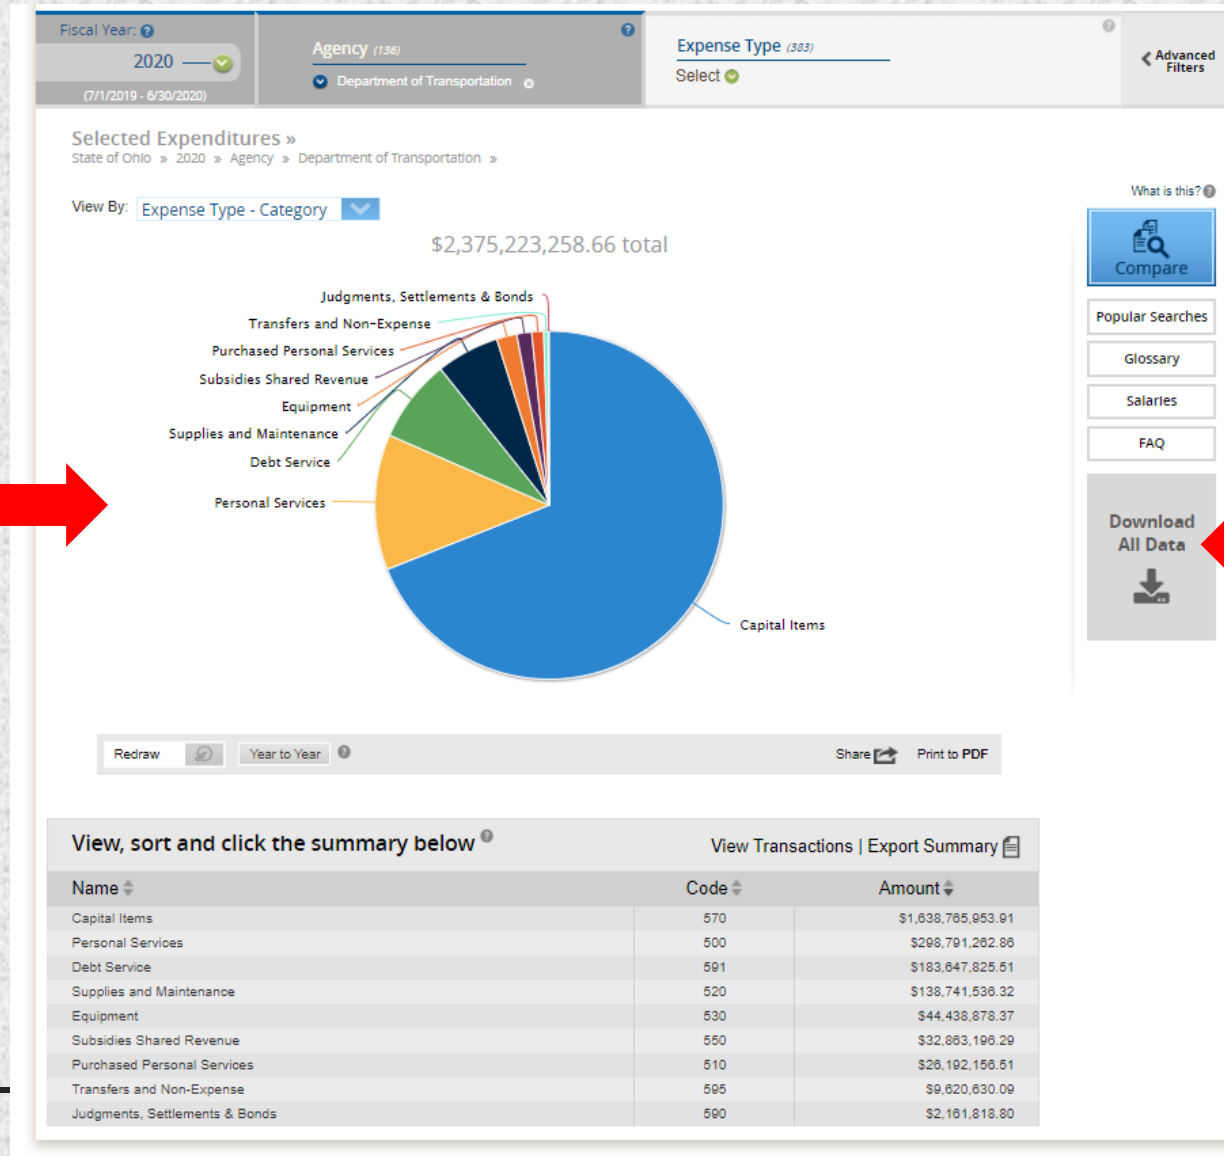 Fiscal Year:
2020
(7/1/2019 - 6/30/2020)
Agency (136)
Department of Transportation
Expense Type (383)
Select
Advanced
Filters
Selected Expenditures »
State of Ohio » 2020 » Agency » Department of Transportation »
What is this?
View By: Expense Type - Category
Compare
Popular Searches
Glossary
Salaries
FAQ
Download
All Data
$2,375,223,258.66 total
Judgments, Settlements & Bonds
Transfers and Non-Expense
Purchased Personal Services
Subsidies Shared Revenue
Equipment
Supplies and Maintenance
Debt Service
Personal Services
Capital Items
Redraw Year to Year Share Print to PDF
View, sort and click the summary below View Transactions | Export Summary
Name Code Amount
Capital Items 570 $1,638,765,953.91
Personal Services 500 $298,791,262.86
Debt Service 591 $183,647,825.51
Supplies and Maintenance 520 $138,741,536.32
Equipment 530 $44,438,878.37
Subsidies Shared Revenue 550 $32,863,196.29
Purchased Personal Services 510 $26,192,156.51
Transfers and Non-Expense 595 $9,620,630.09
Judgments, Settlements & Bonds 590 $2,161,818.80